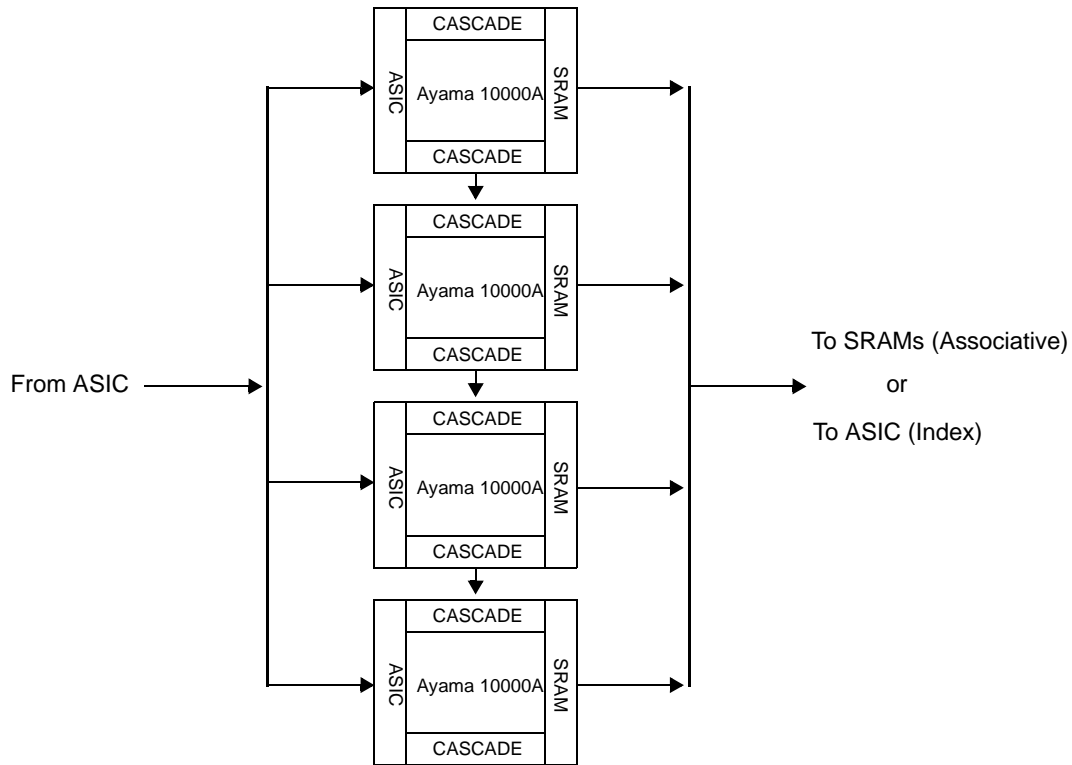 CASCADE
ASIC
Ayama 10000A
SRAM
CASCADE
CASCADE
ASIC
Ayama 10000A
SRAM
CASCADE
From ASIC
To SRAMs (Associative)
or
To ASIC (Index)
CASCADE
ASIC
Ayama 10000A
SRAM
CASCADE
CASCADE
ASIC
Ayama 10000A
SRAM
CASCADE